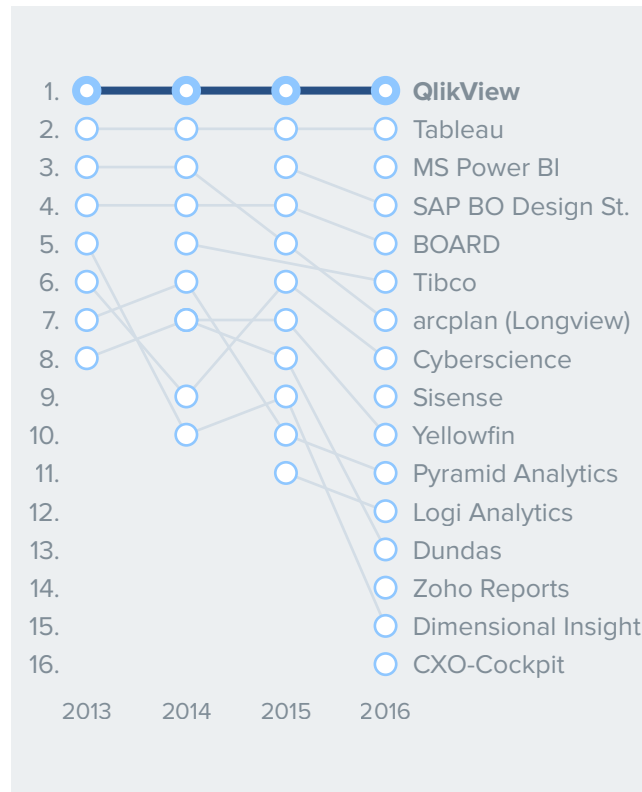 1. QlikView
2. Tableau
3. MS Power BI
4. SAP BO Design St.
5. BOARD
6. Tibco
7. arcplan (Longview)
8. Cyberscience
9. Sisense
10. Yellowfin
11. Pyramid Analytics
12. Logi Analytics
13. Dundas
14. Zoho Reports
15. Dimensional Insight
16. CXO-Cockpit
2013 2014 2015 2016